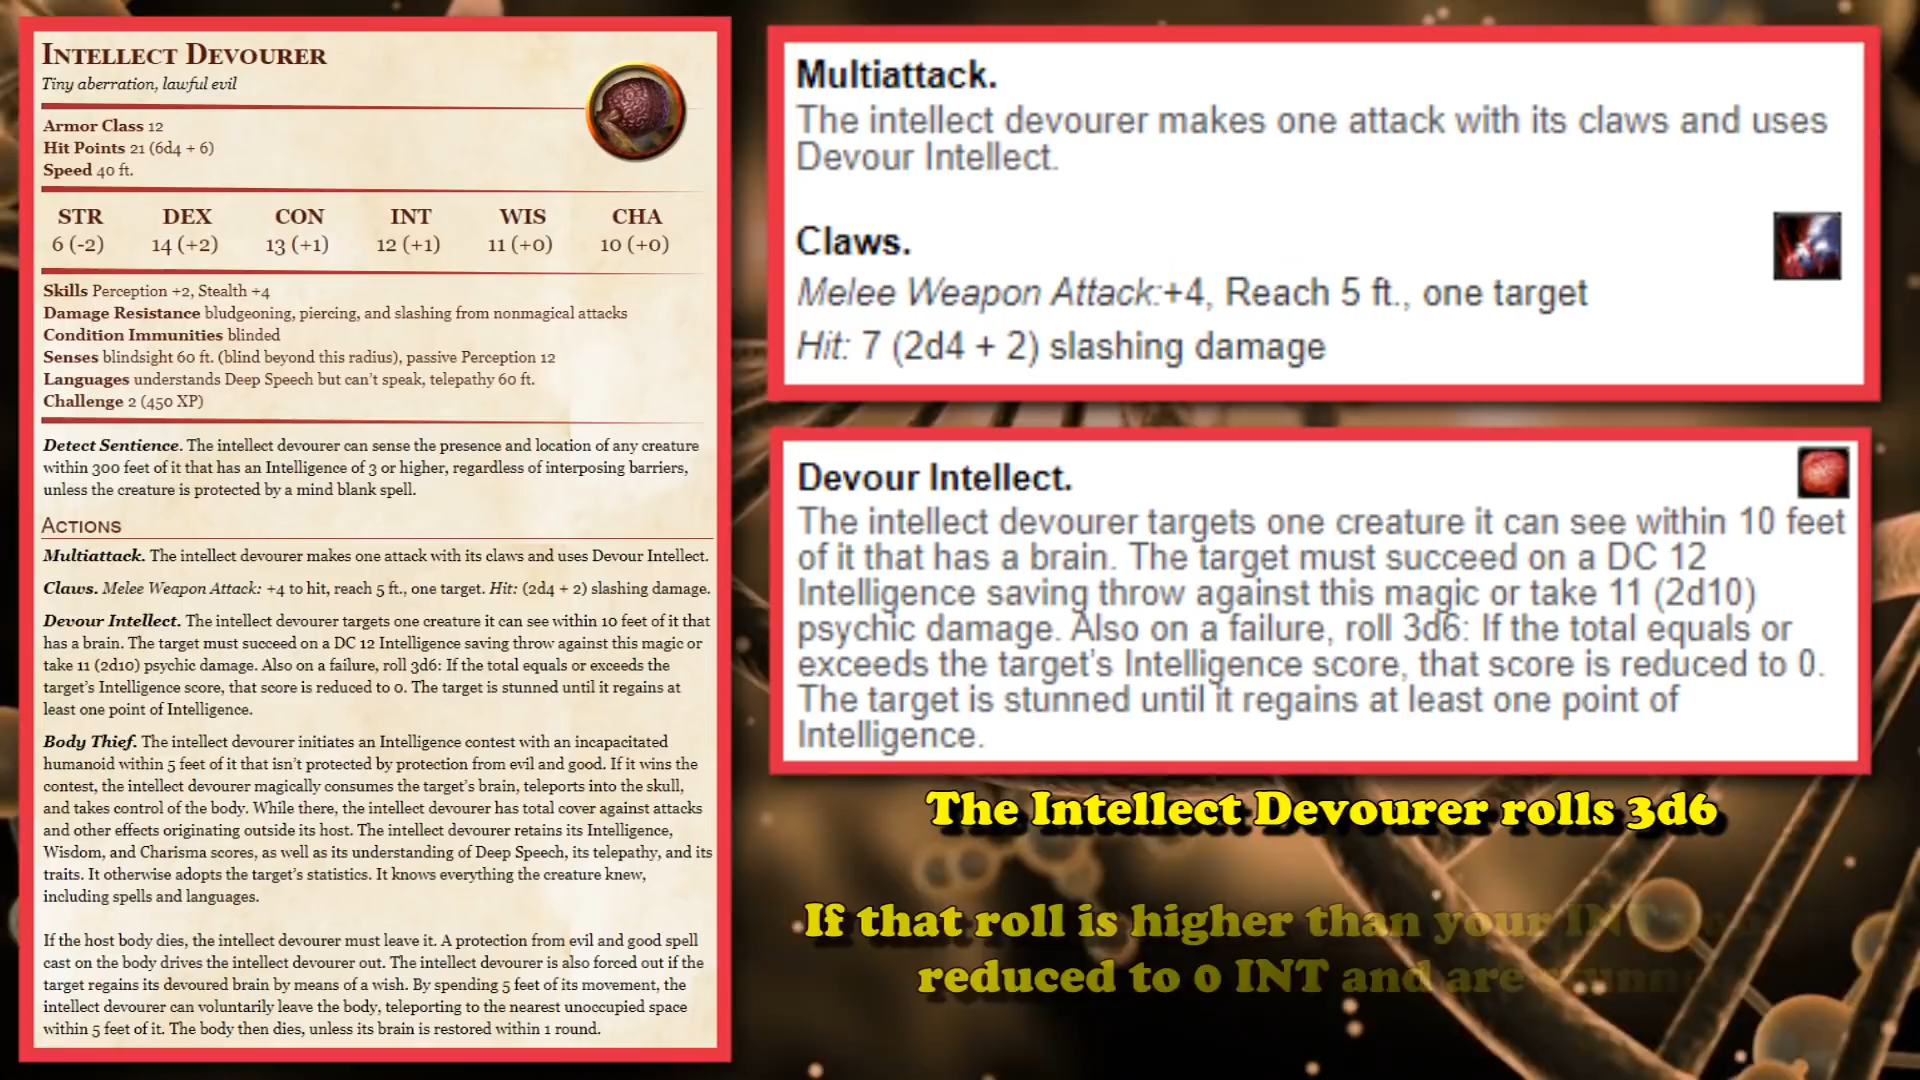 INTELLECT DEVOURER
Tiny aberration, lawful evil
Armor Class 12
Hit Points 21 (6d4 + 6)
Speed 40 ft.
STR DEX CON INT WIS CHA
6 (-2) 14 (+2) 13 (+1) 12 (+1) 11 (+0) 10 (+0)
Skills Perception +2, Stealth +4
Damage Resistance bludgeoning, piercing, and slashing from nonmagical attacks
Condition Immunities blinded
Senses blindsight 60 ft. (blind beyond this radius), passive Perception 12
Languages understands Deep Speech but can't speak, telepathy 60 ft.
Challenge 2 (450 XP)
Detect Sentience. The intellect devourer can sense the presence and location of any creature
within 300 feet of it that has an Intelligence of 3 or higher, regardless of interposing barriers,
unless the creature is protected by a mind blank spell.
ACTIONS
Multiattack. The intellect devourer makes one attack with its claws and uses Devour Intellect.
Claws. Melee Weapon Attack: +4 to hit, reach 5 ft., one target. Hit: (2d4 + 2) slashing damage.
Devour Intellect. The intellect devourer targets one creature it can see within 10 feet of it that
has a brain. The target must succeed on a DC 12 Intelligence saving throw against this magic or
take 11 (2d10) psychic damage. Also on a failure, roll 3d6: If the total equals or exceeds the
target's Intelligence score, that score is reduced to 0. The target is stunned until it regains at
least one point of Intelligence.
Body Thief. The intellect devourer initiates an Intelligence contest with an incapacitated
humanoid within 5 feet of it that isn't protected by protection from evil and good. If it wins the
contest, the intellect devourer magically consumes the target's brain, teleports into the skull,
and takes control of the body. While there, the intellect devourer has total cover against attacks
and other effects originating outside its host. The intellect devourer retains its Intelligence,
Wisdom, and Charisma scores, as well as its understanding of Deep Speech, its telepathy, and its
traits. It otherwise adopts the target's statistics. It knows everything the creature knew,
including spells and languages.
If the host body dies, the intellect devourer must leave it. A protection from evil and good spell
cast on the body drives the intellect devourer out. The intellect devourer is also forced out if the
target regains its devoured brain by means of a wish. By spending 5 feet of its movement, the
intellect devourer can voluntarily leave the body, teleporting to the nearest unoccupied space
within 5 feet of it. The body then dies, unless its brain is restored within 1 round.
Multiattack.
The intellect devourer makes one attack with its claws and uses
Devour Intellect.
Claws.
Melee Weapon Attack:+4, Reach 5 ft., one target
Hit: 7 (2d4 + 2) slashing damage
Devour Intellect.
The intellect devourer targets one creature it can see within 10 feet
of it that has a brain. The target must succeed on a DC 12
Intelligence saving throw against this magic or take 11 (2d10)
psychic damage. Also on a failure, roll 3d6: If the total equals or
exceeds the target's Intelligence score, that score is reduced to 0.
The target is stunned until it regains at least one point of
Intelligence.
The Intellect Devourer rolls 3d6
If that roll is higher than your INT
reduced to 0 INT and are